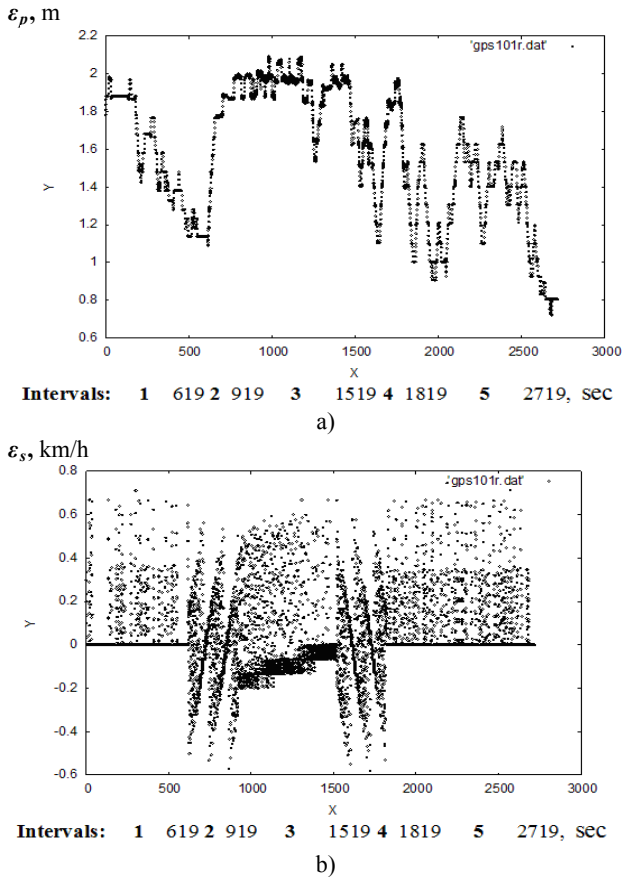 εp, m
2.2
'gps101r.dat'
2
1.8
1.6
Y
1.4
1.2
1
0.8
0.6
0 500 1000 1500 2000 2500 3000
X
Intervals: 1 619 2 919 3 1519 4 1819 5 2719, sec
a)
εs, km/h
0.8
'gps101r.dat'
0.6
0.4
0.2
Y
0
-0.2
-0.4
-0.6
0 500 1000 1500 2000 2500 3000
X
Intervals: 1 619 2 919 3 1519 4 1819 5 2719, sec
b)